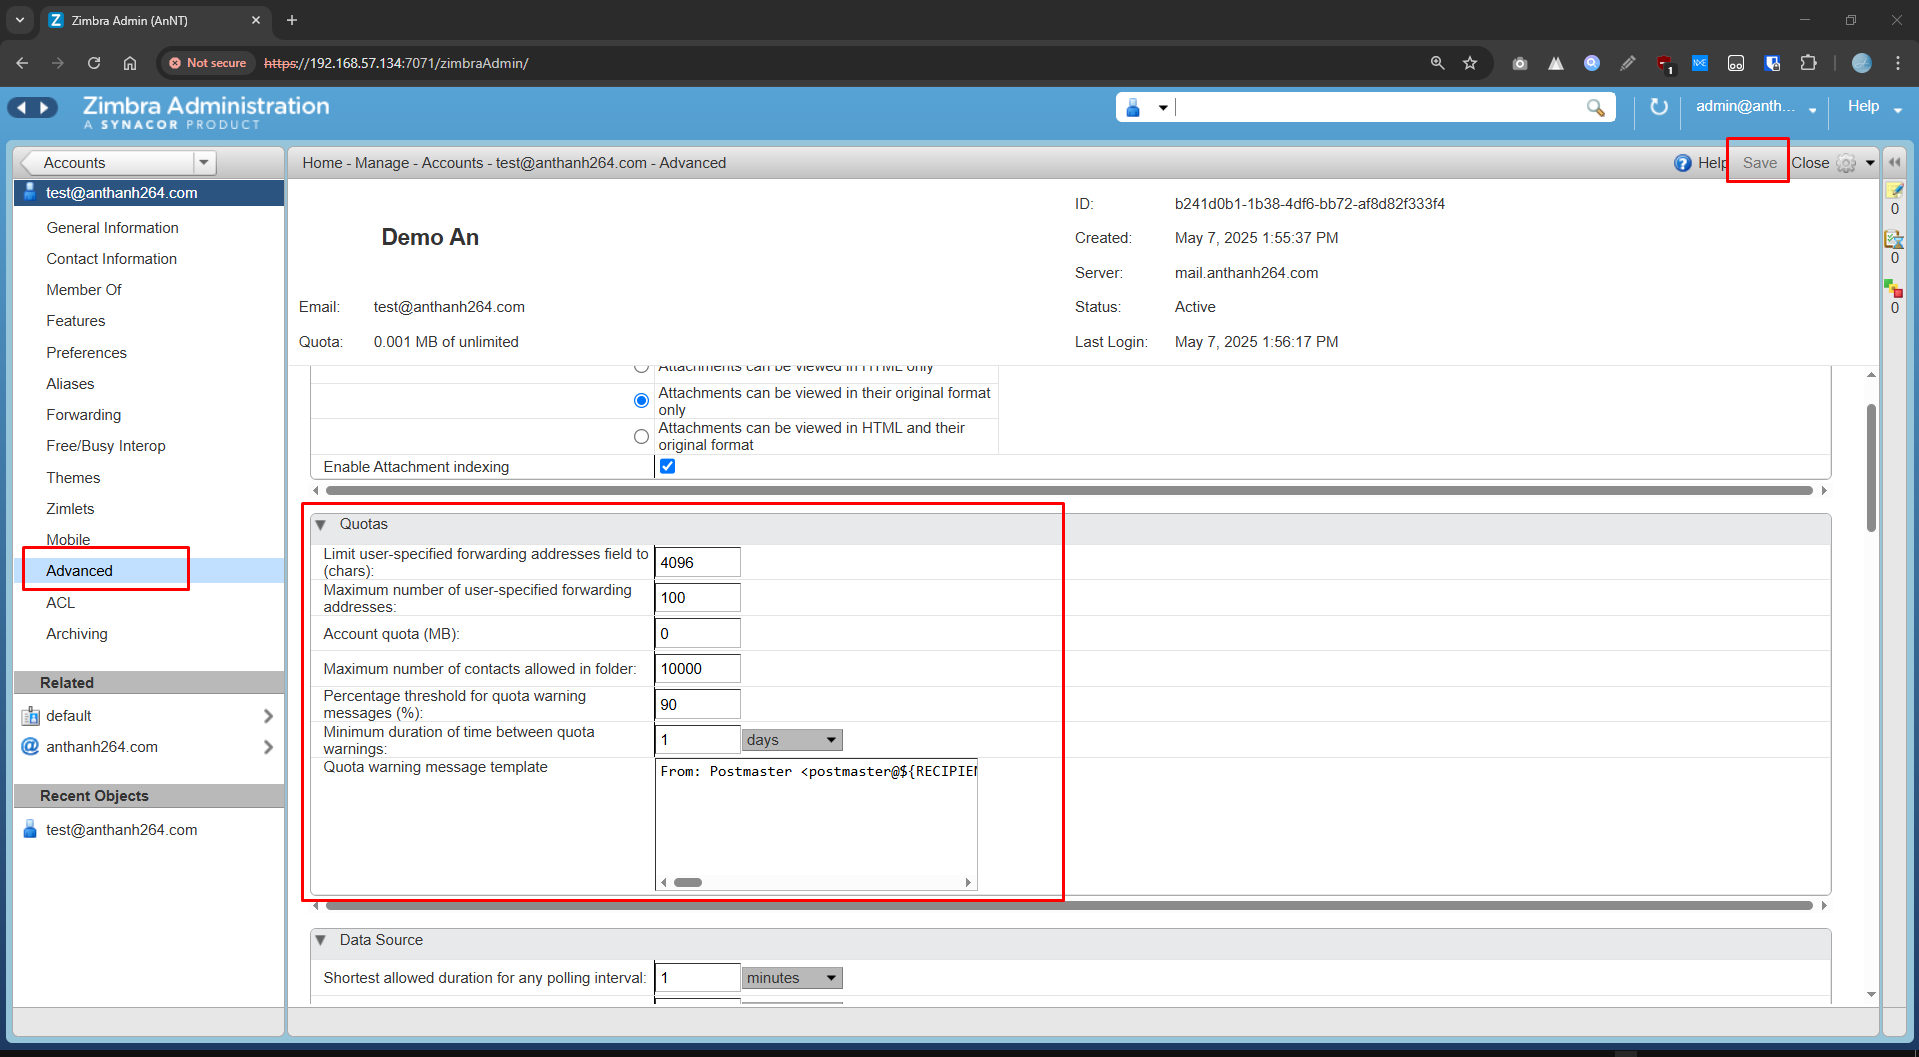 Zimbra Admin (AnNT)
Not secure
https://192.168.57.134:7071/zimbraAdmin/
1
Zimbra Administration
A SYNACOR PRODUCT
admin@anth...
Help
Accounts
Home - Manage - Accounts - test@anthanh264.com - Advanced
Help
Save
Close
test@anthanh264.com
General Information
Contact Information
Member Of
Features
Preferences
Aliases
Forwarding
Free/Busy Interop
Themes
Zimlets
Mobile
Advanced
ACL
Archiving
Related
default
anthanh264.com
Recent Objects
test@anthanh264.com
Demo An
Email: test@anthanh264.com
Quota: 0.001 MB of unlimited
ID: b241d0b1-1b38-4df6-bb72-af8d82f333f4
Created: May 7, 2025 1:55:37 PM
Server: mail.anthanh264.com
Status: Active
Last Login: May 7, 2025 1:56:17 PM
0
0
0
Attachments can be viewed in HTML only
Attachments can be viewed in their original format
only
Attachments can be viewed in HTML and their
original format
Enable Attachment indexing
Quotas
Limit user-specified forwarding addresses field to
(chars):
4096
Maximum number of user-specified forwarding
addresses:
100
Account quota (MB): 0
Maximum number of contacts allowed in folder: 10000
Percentage threshold for quota warning
messages (%):
90
Minimum duration of time between quota
warnings:
1 days
Quota warning message template
From: Postmaster <postmaster@${RECIPIEN
Data Source
Shortest allowed duration for any polling interval: 1 minutes